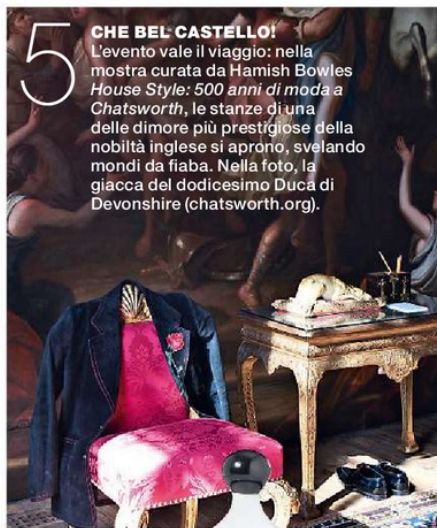 5
CHE BEL CASTELLO!
L'evento vale il viaggio: nella
mostra curata da Hamish Bowles
House Style: 500 anni di moda a
Chatsworth, le stanze di una
delle dimore più prestigiose della
nobiltà inglese si aprono, svelando
mondi da fiaba. Nella foto, la
giacca del dodicesimo Duca di
Devonshire (chatsworth.org).